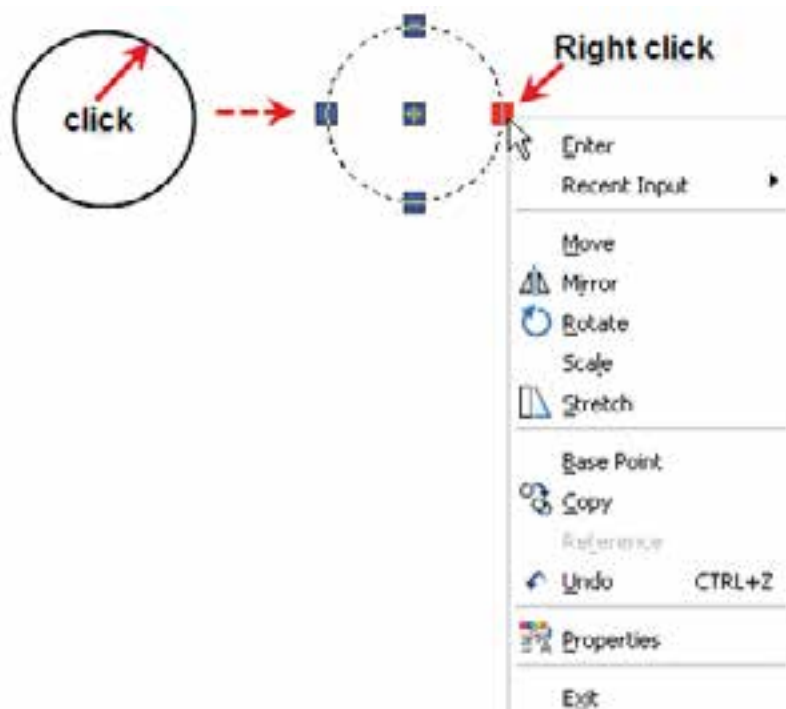 click
Right click
Enter
Recent Input
Move
Mirror
Rotate
Scale
Stretch
Base Point
Copy
Reference
Undo CTRL+Z
Properties
Exit